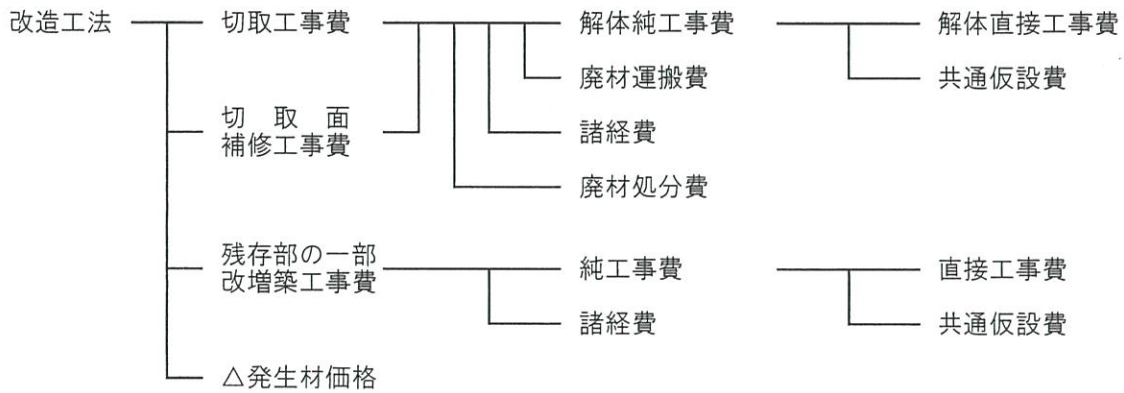 改造工法 切取工事費 解体純工事費 解体直接工事費
廃材運搬費 共通仮設費
切取面
補修工事費 諸経費
廃材処分費
残存部の一部
改増築工事費 純工事費 直接工事費
諸経費 共通仮設費
△発生材価格